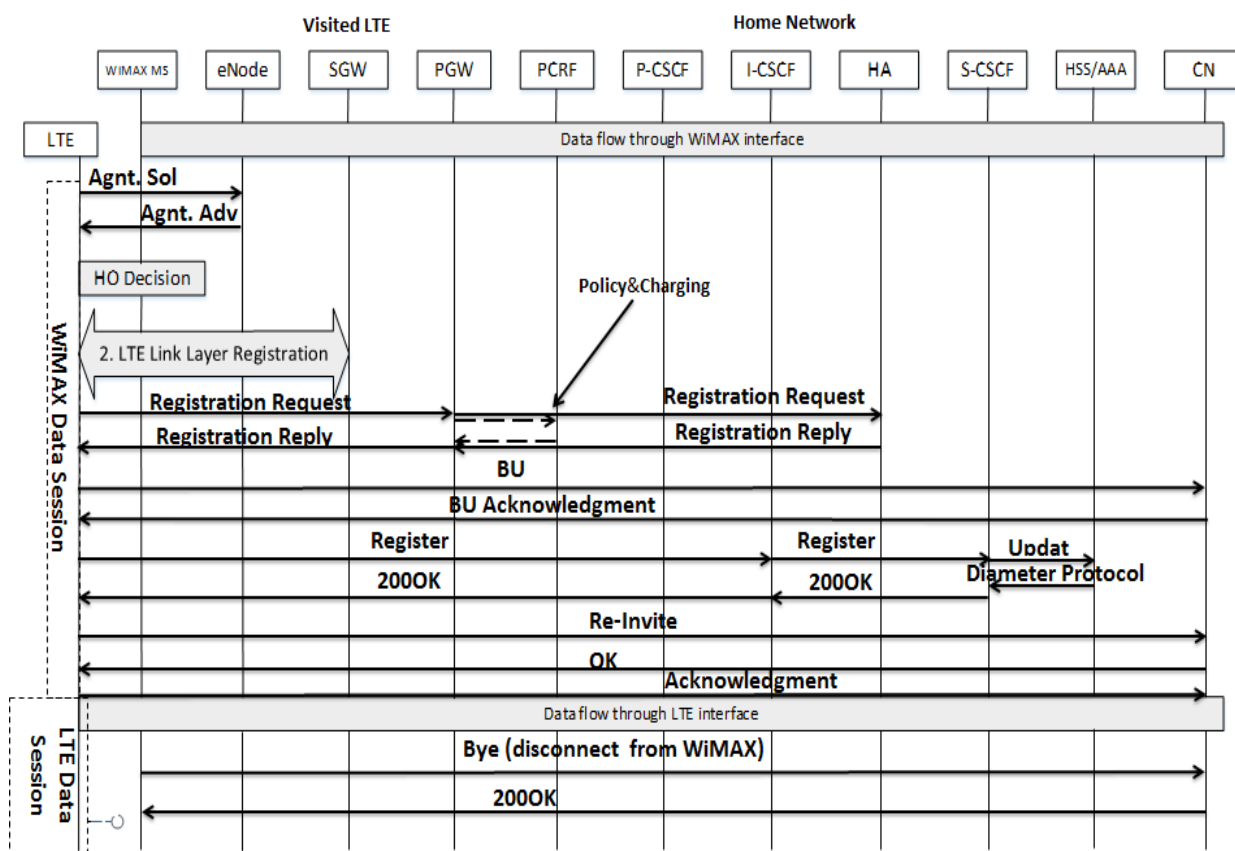 Visited LTE
Home Network
WIMAX MS
eNode
SGW
PGW
PCRF
P-CSCF
I-CSCF
HA
S-CSCF
HSS/AAA
CN
LTE
Data flow through WiMAX interface
Agnt. Sol
Agnt. Adv
HO Decision
Policy&Charging
2. LTE Link Layer Registration
Registration Request
Registration Request
Registration Reply
Registration Reply
BU
BU Acknowledgment
Register
Register
Updat
Diameter Protocol
200OK
200OK
Re-Invite
OK
Acknowledgment
WiMAX Data Session
Data flow through LTE interface
Bye (disconnect from WiMAX)
200OK
LTE Data
Session